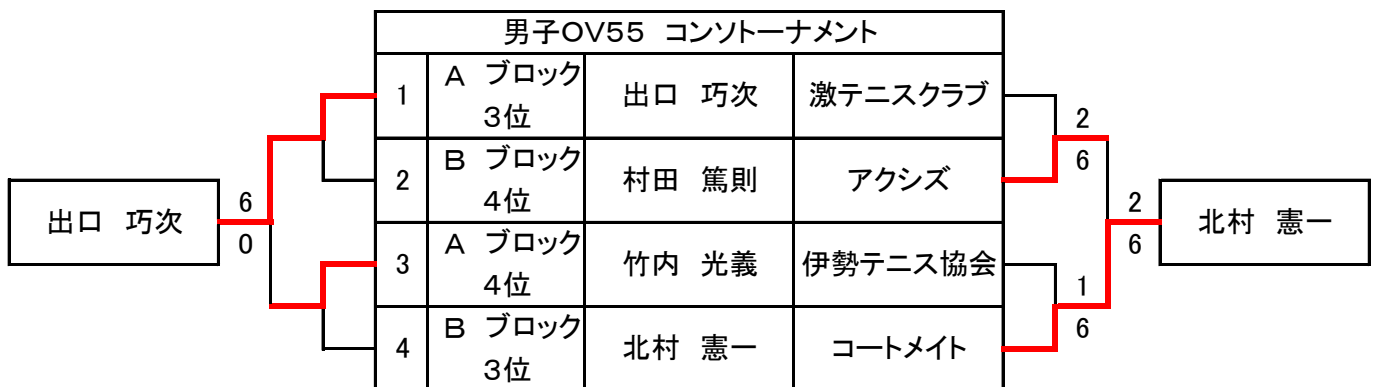 男子OV55 コンソトーナメント
1 A ブロック 3位 出口 巧次 激テニスクラブ
2 B ブロック 4位 村田 篤則 アクシズ
3 A ブロック 4位 竹内 光義 伊勢テニス協会
4 B ブロック 3位 北村 憲一 コートメイト
出口 巧次
6
0
2
6
1
6
2
6
北村 憲一